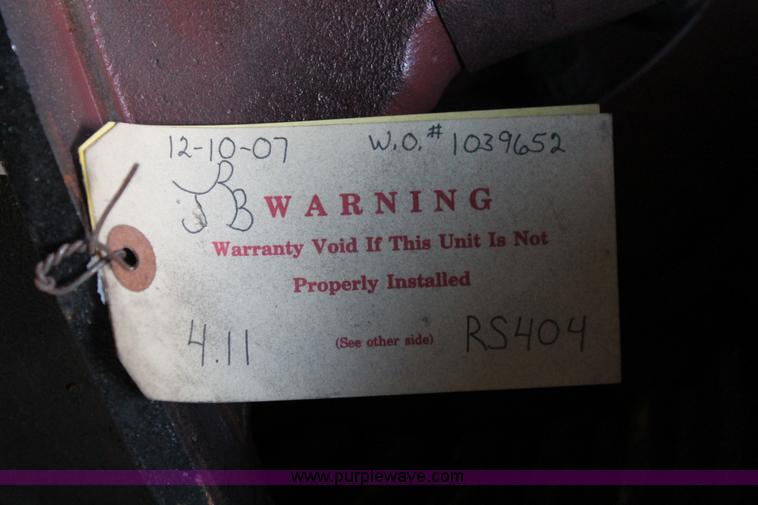 12-10-07 W.O.# 1039652
JB
WARNING
Warranty Void If This Unit Is Not
Properly Installed
4.11 (See other side) RS404
www.purplewave.com